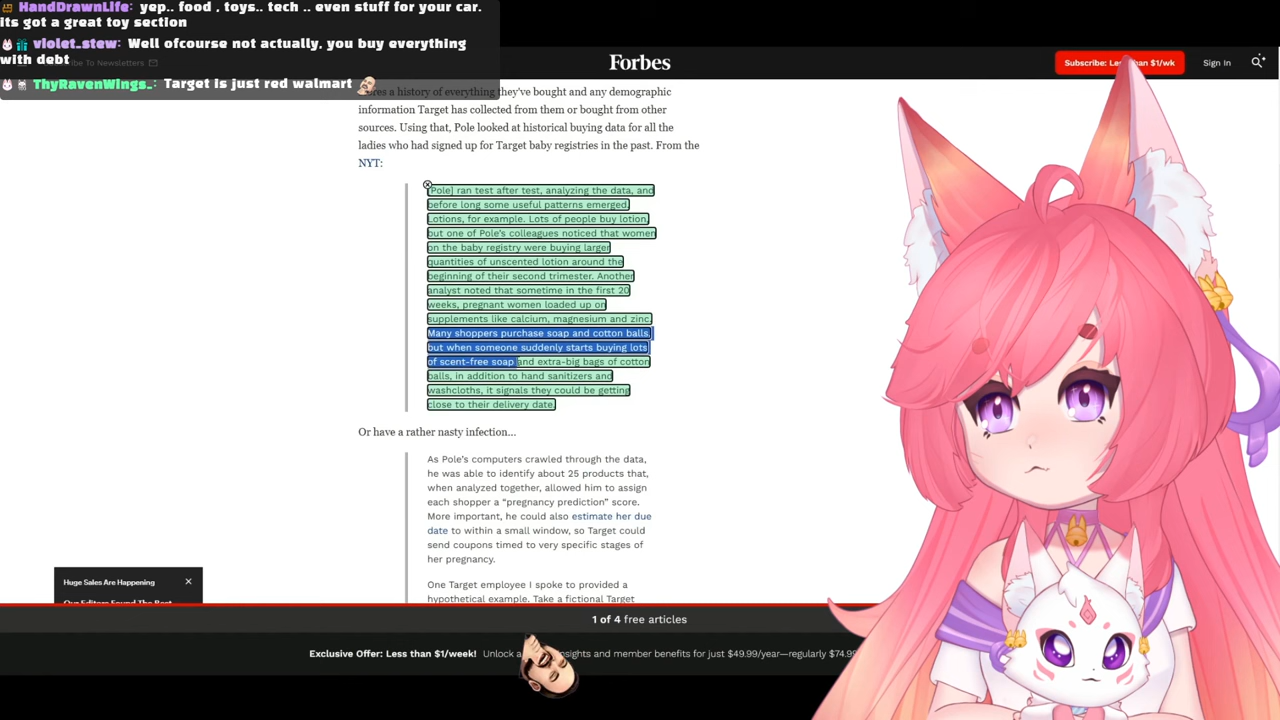 HandDrawnLife: yep.. food , toys.. tech .. even stuff for your car.
its got a great toy section
violet_stew: Well ofcourse not actually, you buy everything
with debt
ThyRavenWings_: Target is just red walmart
To Newsletters
Forbes
Subscribe: Less than $1/wk
Sign In
a history of everything they've bought and any demographic
information Target has collected from them or bought from other
sources. Using that, Pole looked at historical buying data for all the
ladies who had signed up for Target baby registries in the past. From the
NYT:
[Pole] ran test after test, analyzing the data, and
before long some useful patterns emerged.
Lotions, for example. Lots of people buy lotion,
but one of Pole's colleagues noticed that women
on the baby registry were buying larger
quantities of unscented lotion around the
beginning of their second trimester. Another
analyst noted that sometime in the first 20
weeks, pregnant women loaded up on
supplements like calcium, magnesium and zinc.
Many shoppers purchase soap and cotton balls,
but when someone suddenly starts buying lots
of scent-free soap and extra-big bags of cotton
balls, in addition to hand sanitizers and
washcloths, it signals they could be getting
close to their delivery date.
Or have a rather nasty infection...
As Pole's computers crawled through the data,
he was able to identify about 25 products that,
when analyzed together, allowed him to assign
each shopper a “pregnancy prediction” score.
More important, he could also estimate her due
date to within a small window, so Target could
send coupons timed to very specific stages of
her pregnancy.
One Target employee I spoke to provided a
hypothetical example. Take a fictional Target
Huge Sales Are Happening
Our Editors Found The Best
1 of 4 free articles
Exclusive Offer: Less than $1/week! Unlock and member benefits for just $49.99/year—regularly $74.99